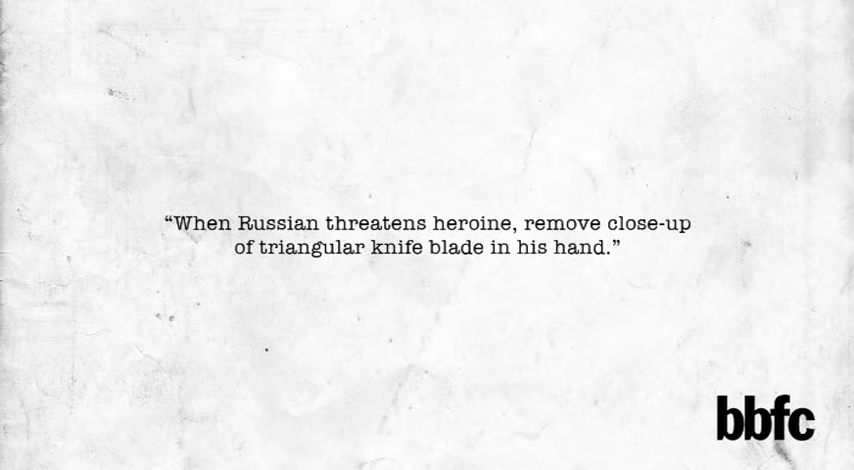 “When Russian threatens heroine, remove close-up
of triangular knife blade in his hand.”
bbfc